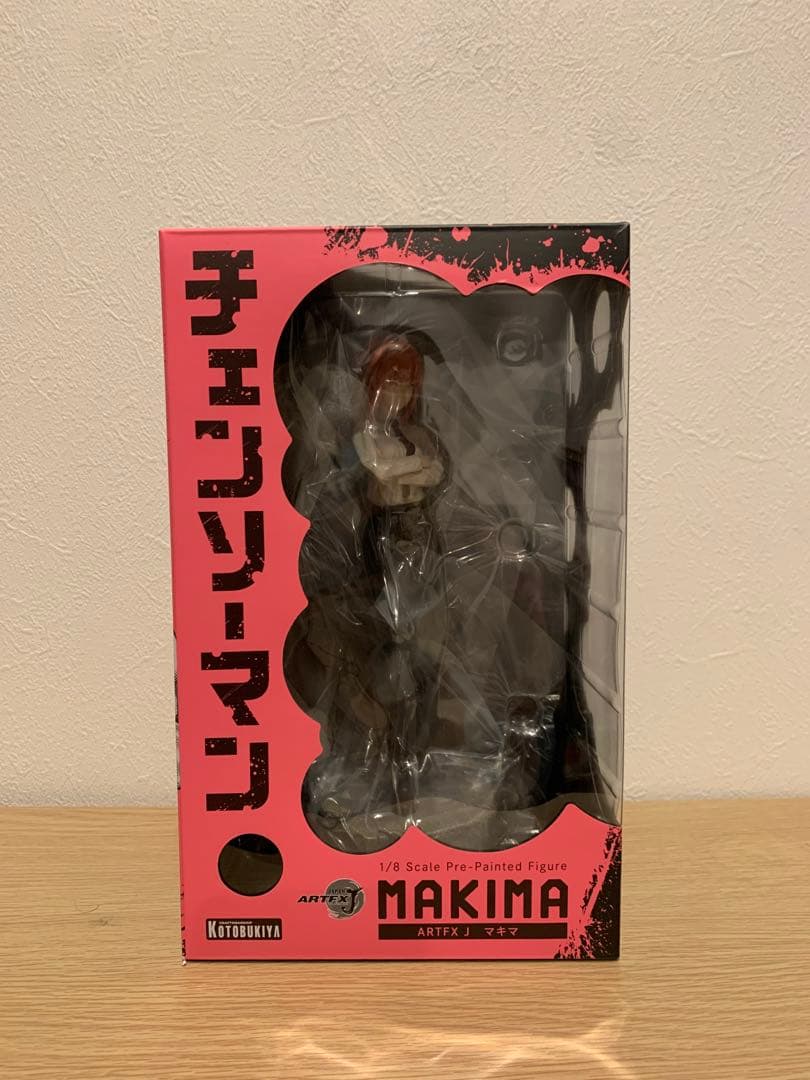 チェンソーマン
1/8 Scale Pre-Painted Figure
JAPAN
ARTFX J
MAKIMA
ARTFX J マキマ
KOTOBUKIYA